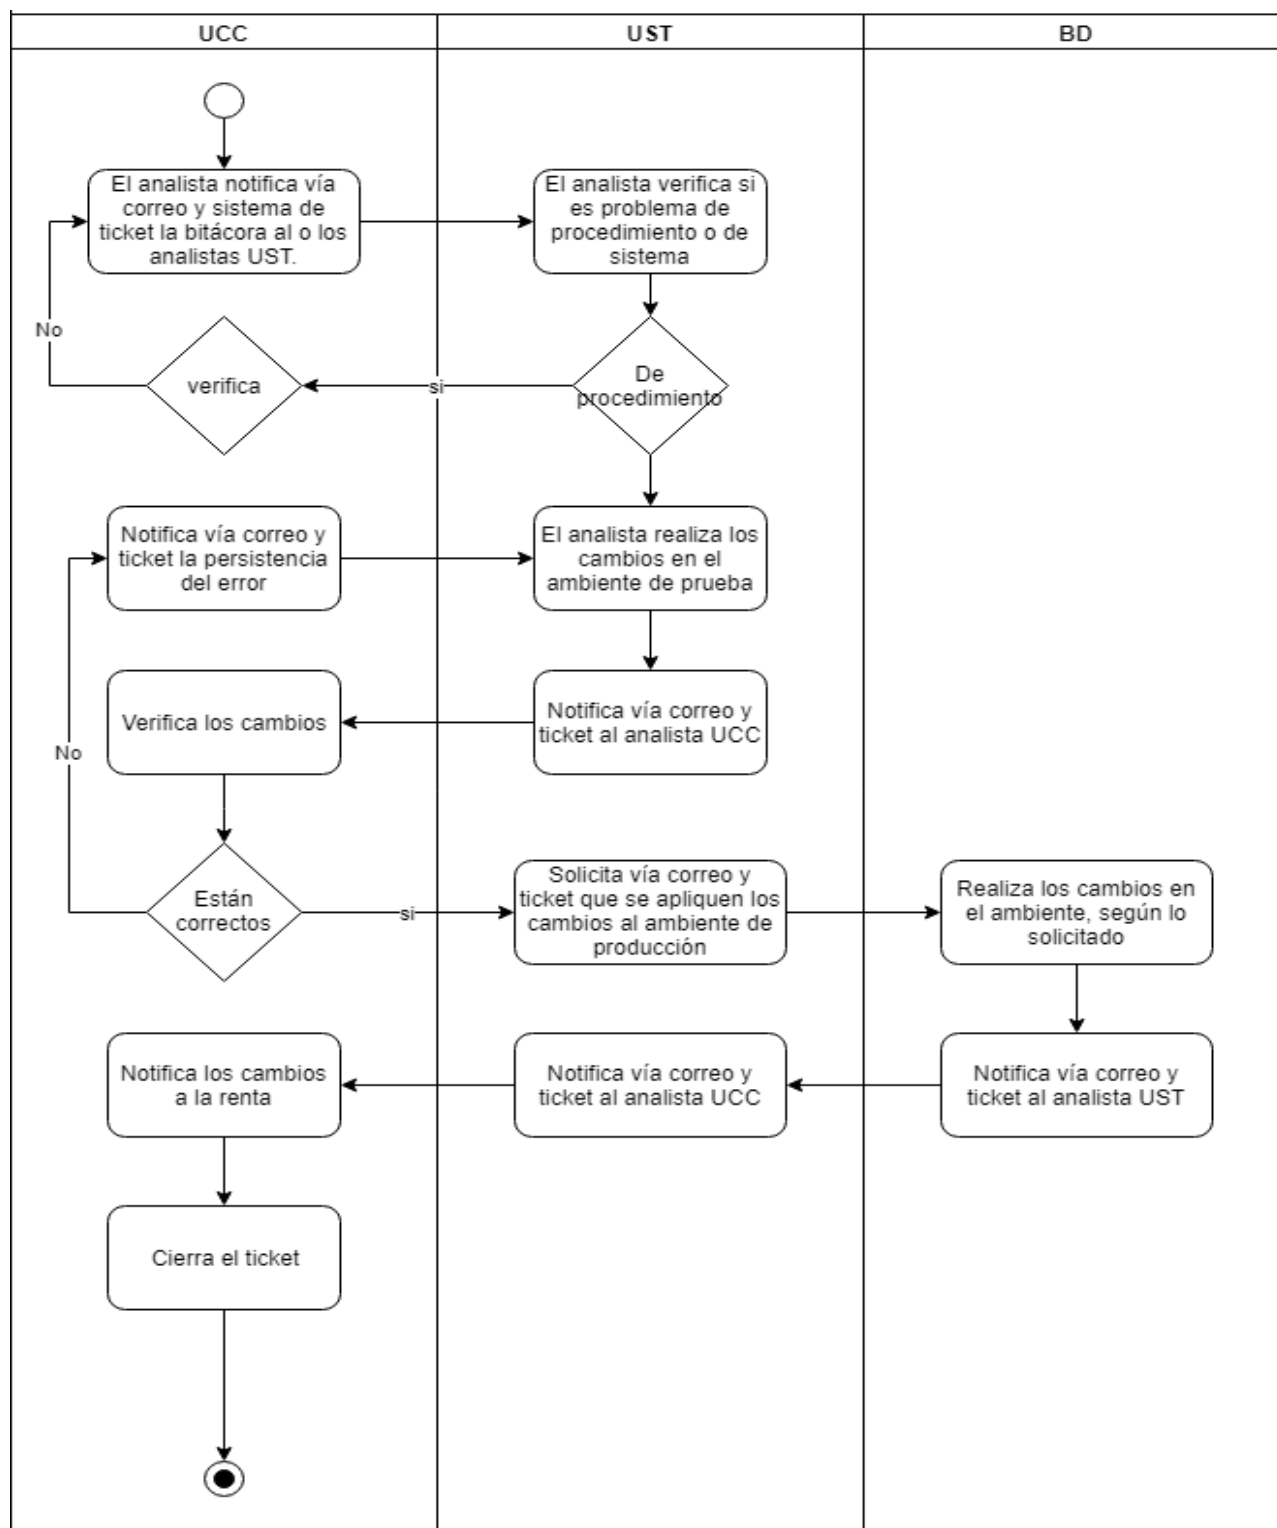 UCC
UST
BD
El analista notifica vía
correo y sistema de
ticket la bitácora al o los
analistas UST.
El analista verifica si
es problema de
procedimiento o de
sistema
No
verifica
si
De
procedimiento
Notifica vía correo y
ticket la persistencia
del error
El analista realiza los
cambios en el
ambiente de prueba
Verifica los cambios
Notifica vía correo y
ticket al analista UCC
No
Están
correctos
si
Solicita vía correo y
ticket que se apliquen los
cambios al ambiente de
producción
Realiza los cambios en
el ambiente, según lo
solicitado
Notifica los cambios
a la renta
Notifica vía correo y
ticket al analista UCC
Notifica vía correo y
ticket al analista UST
Cierra el ticket